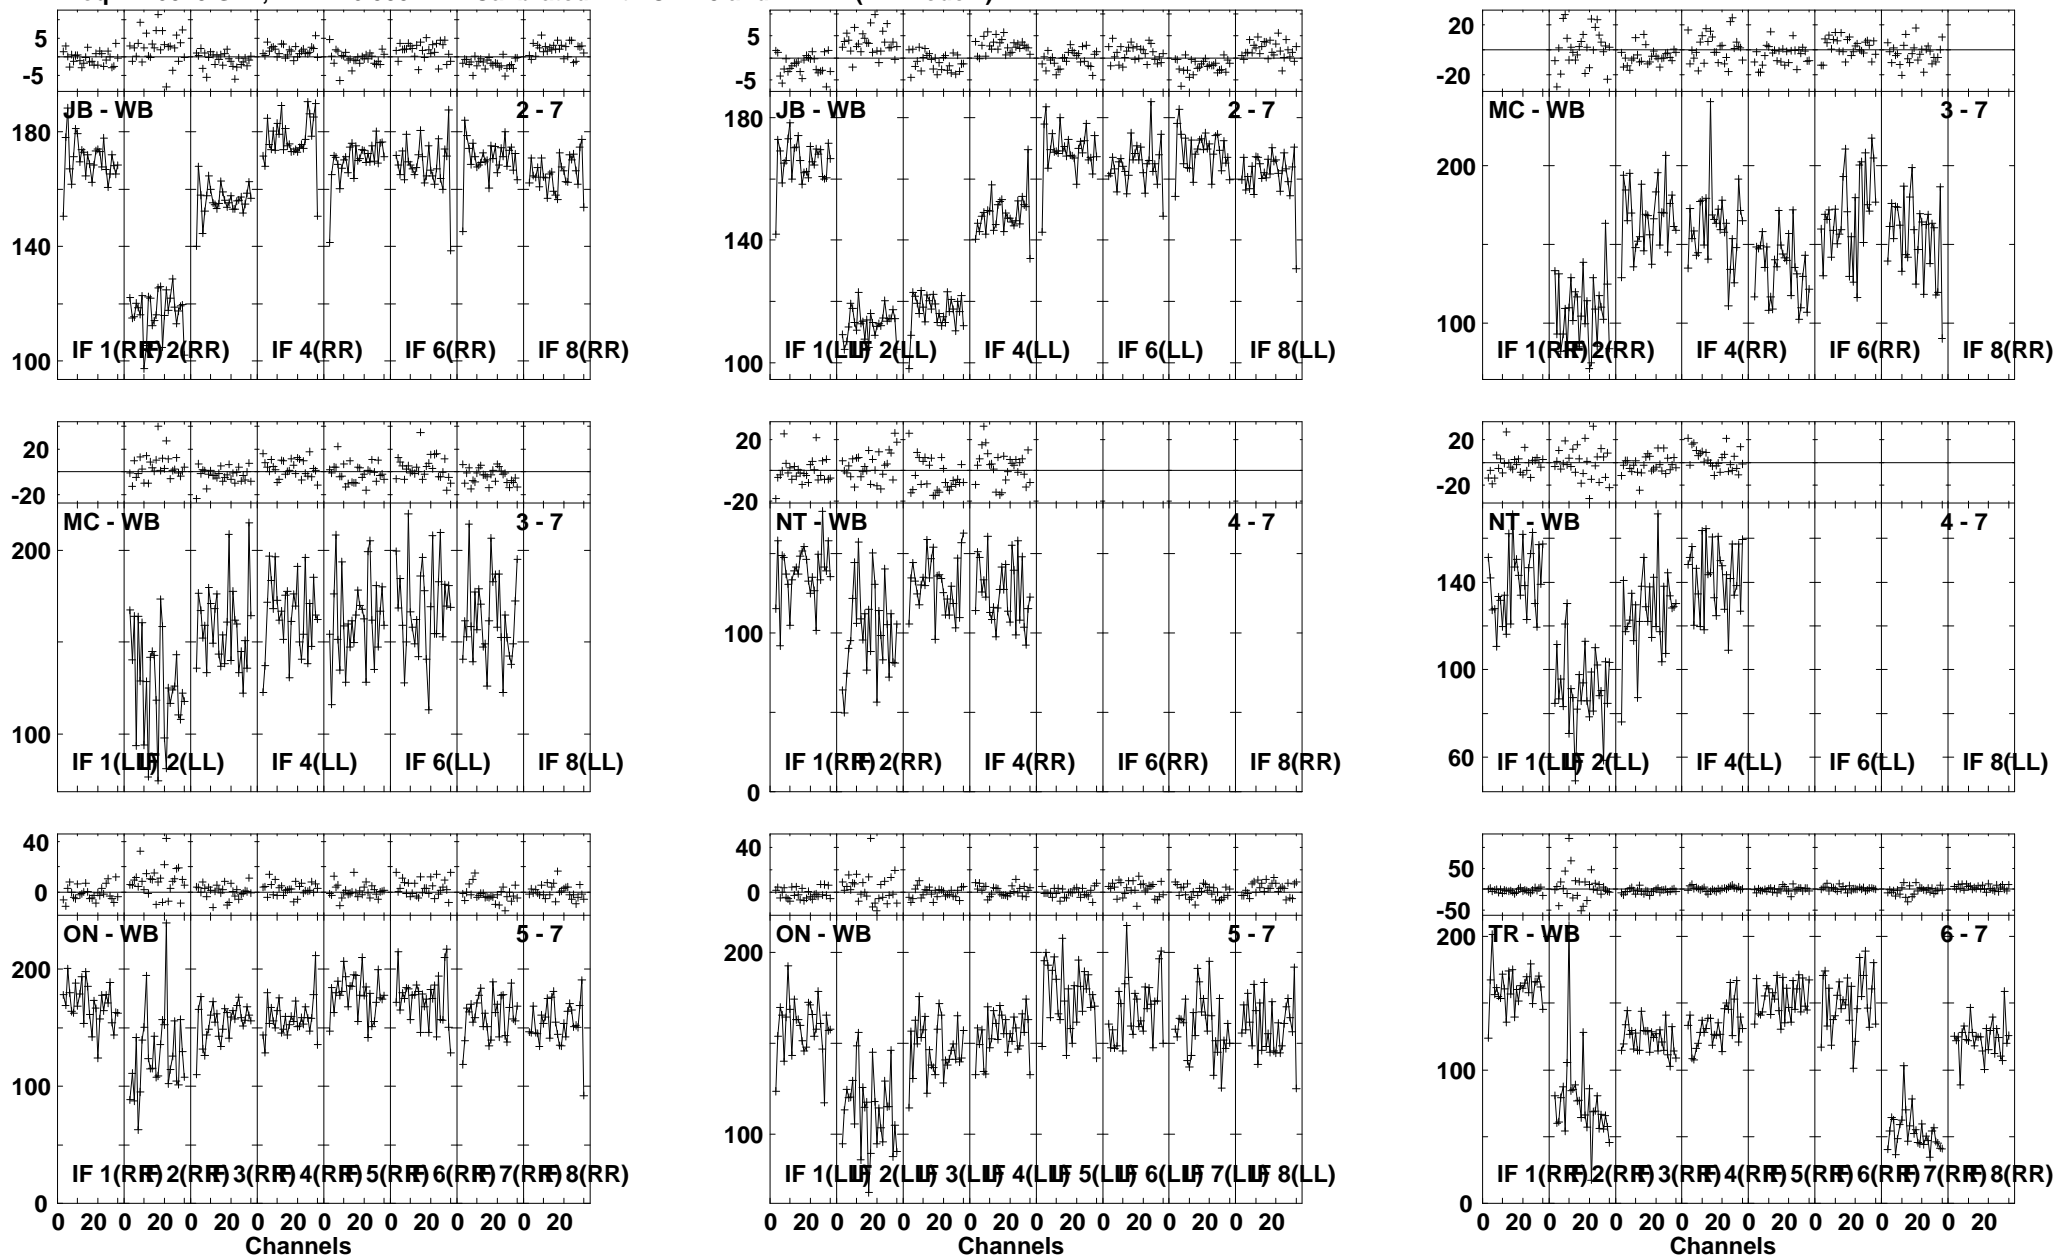 5 5 20
-5 -5 -20
JB - WB 2 - 7 JB - WB 2 - 7 MC - WB 3 - 7
180 180 200
140 140 100
100 100
IF 1(RR) IF 2(RR) IF 4(RR) IF 6(RR) IF 8(RR) IF 1(LL) IF 2(LL) IF 4(LL) IF 6(LL) IF 8(LL) IF 1(RR) IF 2(RR) IF 4(RR) IF 6(RR) IF 8(RR)
20 20 20
-20 -20 -20
MC - WB 3 - 7 NT - WB 4 - 7 NT - WB 4 - 7
200 100 140
100 0 100
60
IF 1(LL) IF 2(LL) IF 4(LL) IF 6(LL) IF 8(LL) IF 1(RR) IF 2(RR) IF 4(RR) IF 6(RR) IF 8(RR) IF 1(LL) IF 2(LL) IF 4(LL) IF 6(LL) IF 8(LL)
40 40 50
0 0 -50
ON - WB 5 - 7 ON - WB 5 - 7 TR - WB 6 - 7
200 200 200
100 100 100
IF 1(RR) IF 2(RR) IF 3(RR) IF 4(RR) IF 5(RR) IF 6(RR) IF 7(RR) IF 8(RR) IF 1(LL) IF 2(LL) IF 3(LL) IF 4(LL) IF 5(LL) IF 6(LL) IF 7(LL) IF 8(LL) IF 1(RR) IF 2(RR) IF 3(RR) IF 4(RR) IF 5(RR) IF 6(RR) IF 7(RR) IF 8(RR)
0 0
0 20 0 20 0 20 0 20 0 20 0 20 0 20 0 20 0 20 0 20 0 20 0 20 0 20 0 20 0 20 0 20 0 20 0 20 0 20 0 20 0 20 0 20 0 20 0 20
Channels Channels Channels